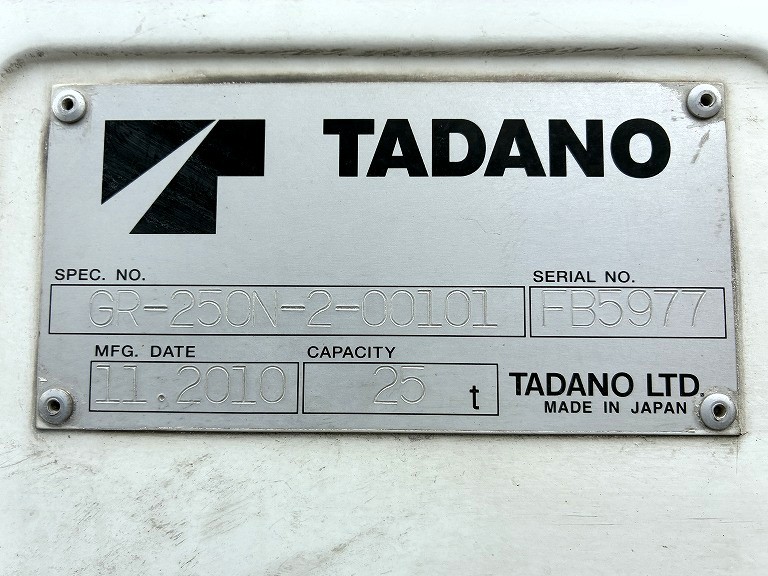 TADANO
SPEC. NO. SERIAL NO.
GR-250N-2-00101 FB5977
MFG. DATE CAPACITY
11.2010 25 t TADANO LTD.
MADE IN JAPAN